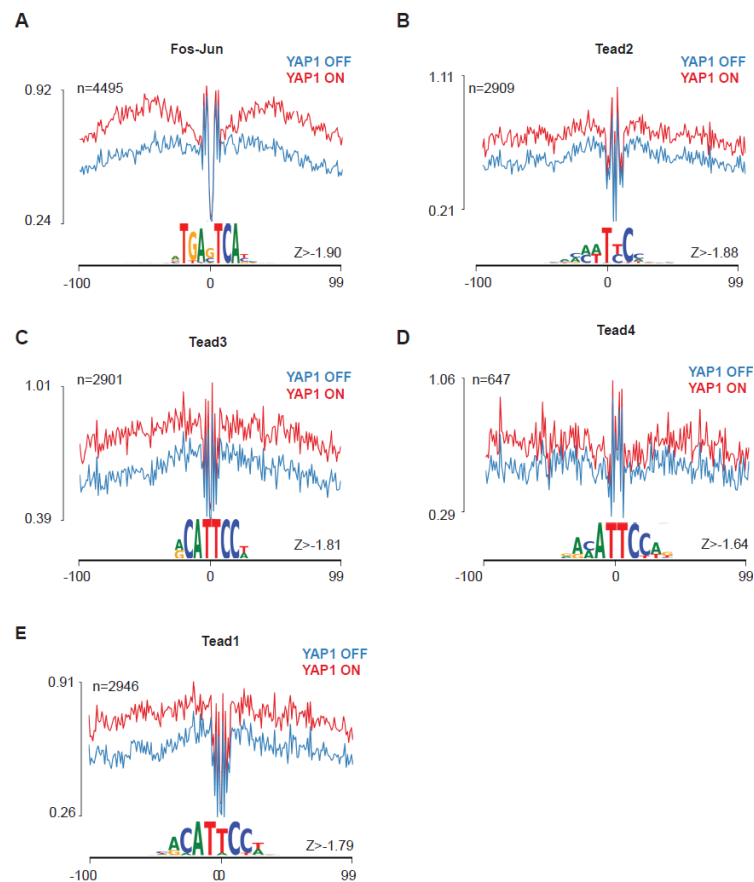 A
Fos-Jun
YAP1 OFF
YAP1 ON
n=4495
0.92
0.24
TGAGTCA
Z>-1.90
-100
0
99
B
Tead2
YAP1 OFF
YAP1 ON
n=2909
1.11
0.21
Z>-1.88
-100
0
99
C
Tead3
YAP1 OFF
YAP1 ON
n=2901
1.01
0.39
ACATTCCT
Z>-1.81
-100
0
99
D
Tead4
YAP1 OFF
YAP1 ON
n=647
1.06
0.29
ACATTCCA
Z>-1.64
-100
0
99
E
Tead1
YAP1 OFF
YAP1 ON
n=2946
0.91
0.26
ACATTCCT
Z>-1.79
-100
00
99